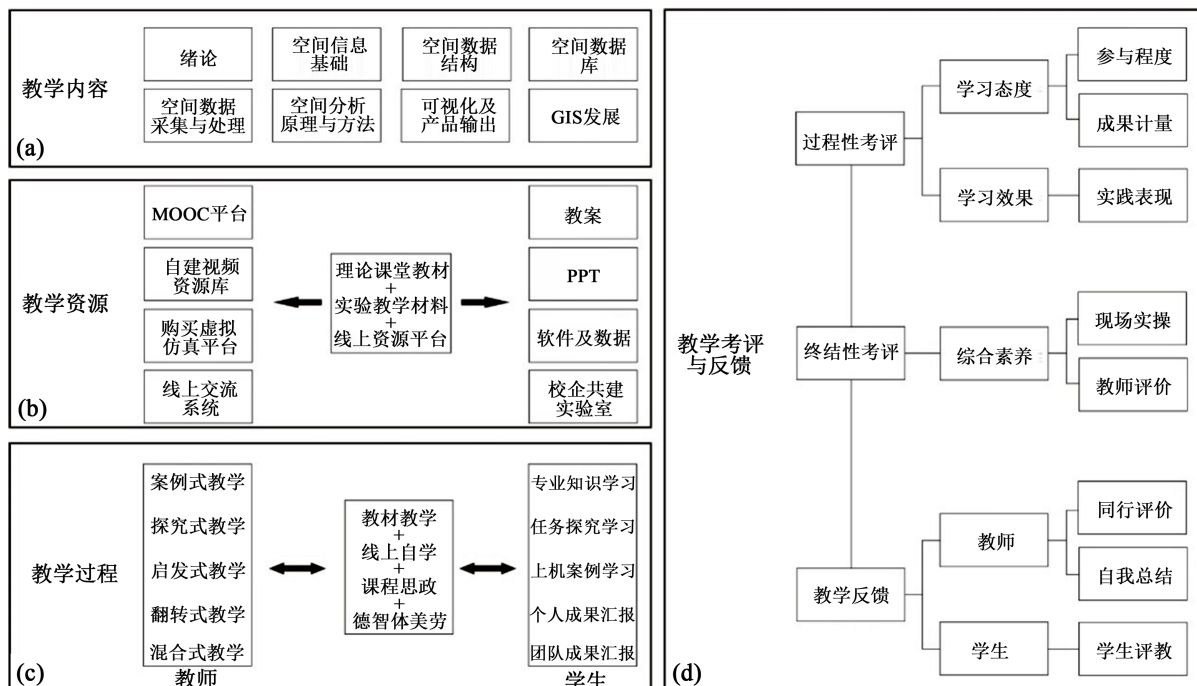 教学内容
绪论
空间信息
基础
空间数据
结构
空间数据
库
空间数据
采集与处理
空间分析
原理与方法
可视化及
产品输出
GIS发展
(a)
教学资源
MOOC平台
自建视频
资源库
购买虚拟
仿真平台
线上交流
系统
理论课堂教材
+
实验教学材料
+
线上资源平台
教案
PPT
软件及数据
校企共建
实验室
(b)
教学过程
案例式教学
探究式教学
启发式教学
翻转式教学
混合式教学
教师
教材教学
+
线上自学
+
课程思政
+
德智体美劳
专业知识学习
任务探究学习
上机案例学习
个人成果汇报
团队成果汇报
学生
(c)
教学考评
与反馈
过程性考评
学习态度
参与程度
成果计量
学习效果
实践表现
终结性考评
综合素养
现场实操
教师评价
教学反馈
教师
同行评价
自我总结
学生
学生评教
(d)